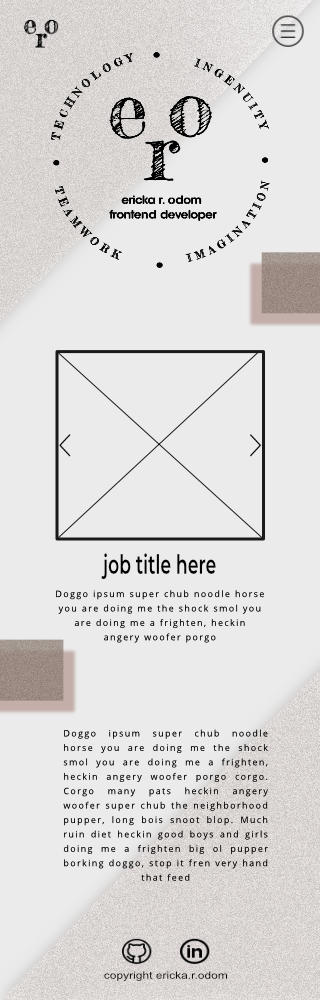 e o
r
TECHNOLOGY
INGENUITY
e o
r
ericka r. odom
frontend developer
TEAMWORK
IMAGINATION
job title here
Doggo ipsum super chub noodle horse
you are doing me the shock smol you
are doing me a frighten, heckin
angery woofer porgo
Doggo ipsum super chub noodle
horse you are doing me the shock
smol you are doing me a frighten,
heckin angery woofer porgo corgo.
Corgo many pats heckin angery
woofer super chub the neighborhood
pupper, long bois snoot blop. Much
ruin diet heckin good boys and girls
doing me a frighten big ol pupper
borking doggo, stop it fren very hand
that feed
in
copyright ericka.r.odom